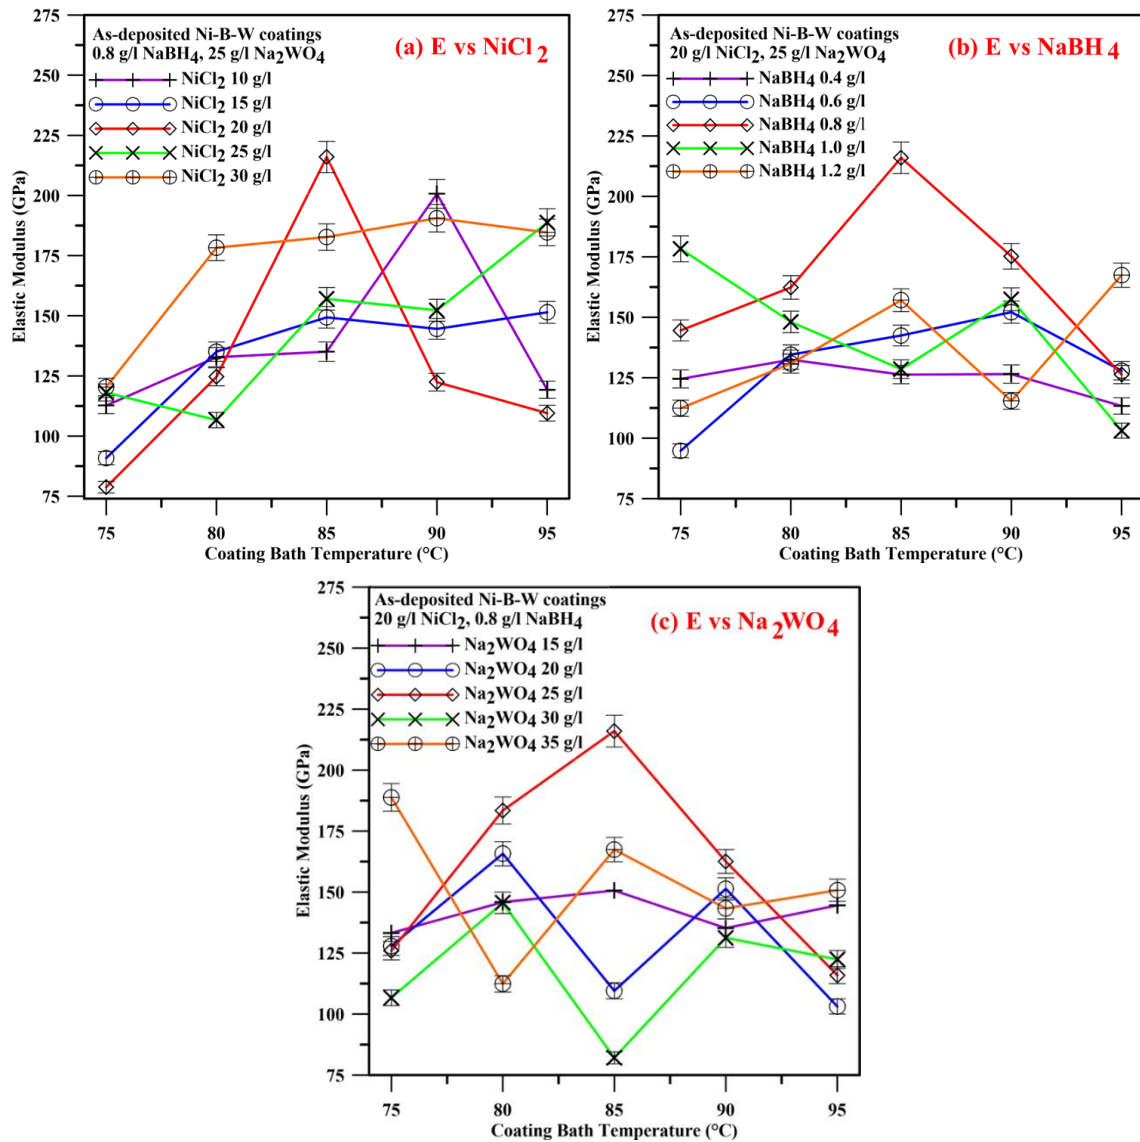 As-deposited Ni-B-W coatings
0.8 g/l NaBH4, 25 g/l Na2WO4
(a) E vs NiCl2
NiCl2 10 g/l
NiCl2 15 g/l
NiCl2 20 g/l
NiCl2 25 g/l
NiCl2 30 g/l
Elastic Modulus (GPa)
275
250
225
200
175
150
125
100
75
75 80 85 90 95
Coating Bath Temperature (°C)
As-deposited Ni-B-W coatings
20 g/l NiCl2, 25 g/l Na2WO4
(b) E vs NaBH4
NaBH4 0.4 g/l
NaBH4 0.6 g/l
NaBH4 0.8 g/l
NaBH4 1.0 g/l
NaBH4 1.2 g/l
Elastic Modulus (GPa)
275
250
225
200
175
150
125
100
75
75 80 85 90 95
Coating Bath Temperature (°C)
As-deposited Ni-B-W coatings
20 g/l NiCl2, 0.8 g/l NaBH4
(c) E vs Na2WO4
Na2WO4 15 g/l
Na2WO4 20 g/l
Na2WO4 25 g/l
Na2WO4 30 g/l
Na2WO4 35 g/l
Elastic Modulus (GPa)
275
250
225
200
175
150
125
100
75
75 80 85 90 95
Coating Bath Temperature (°C)